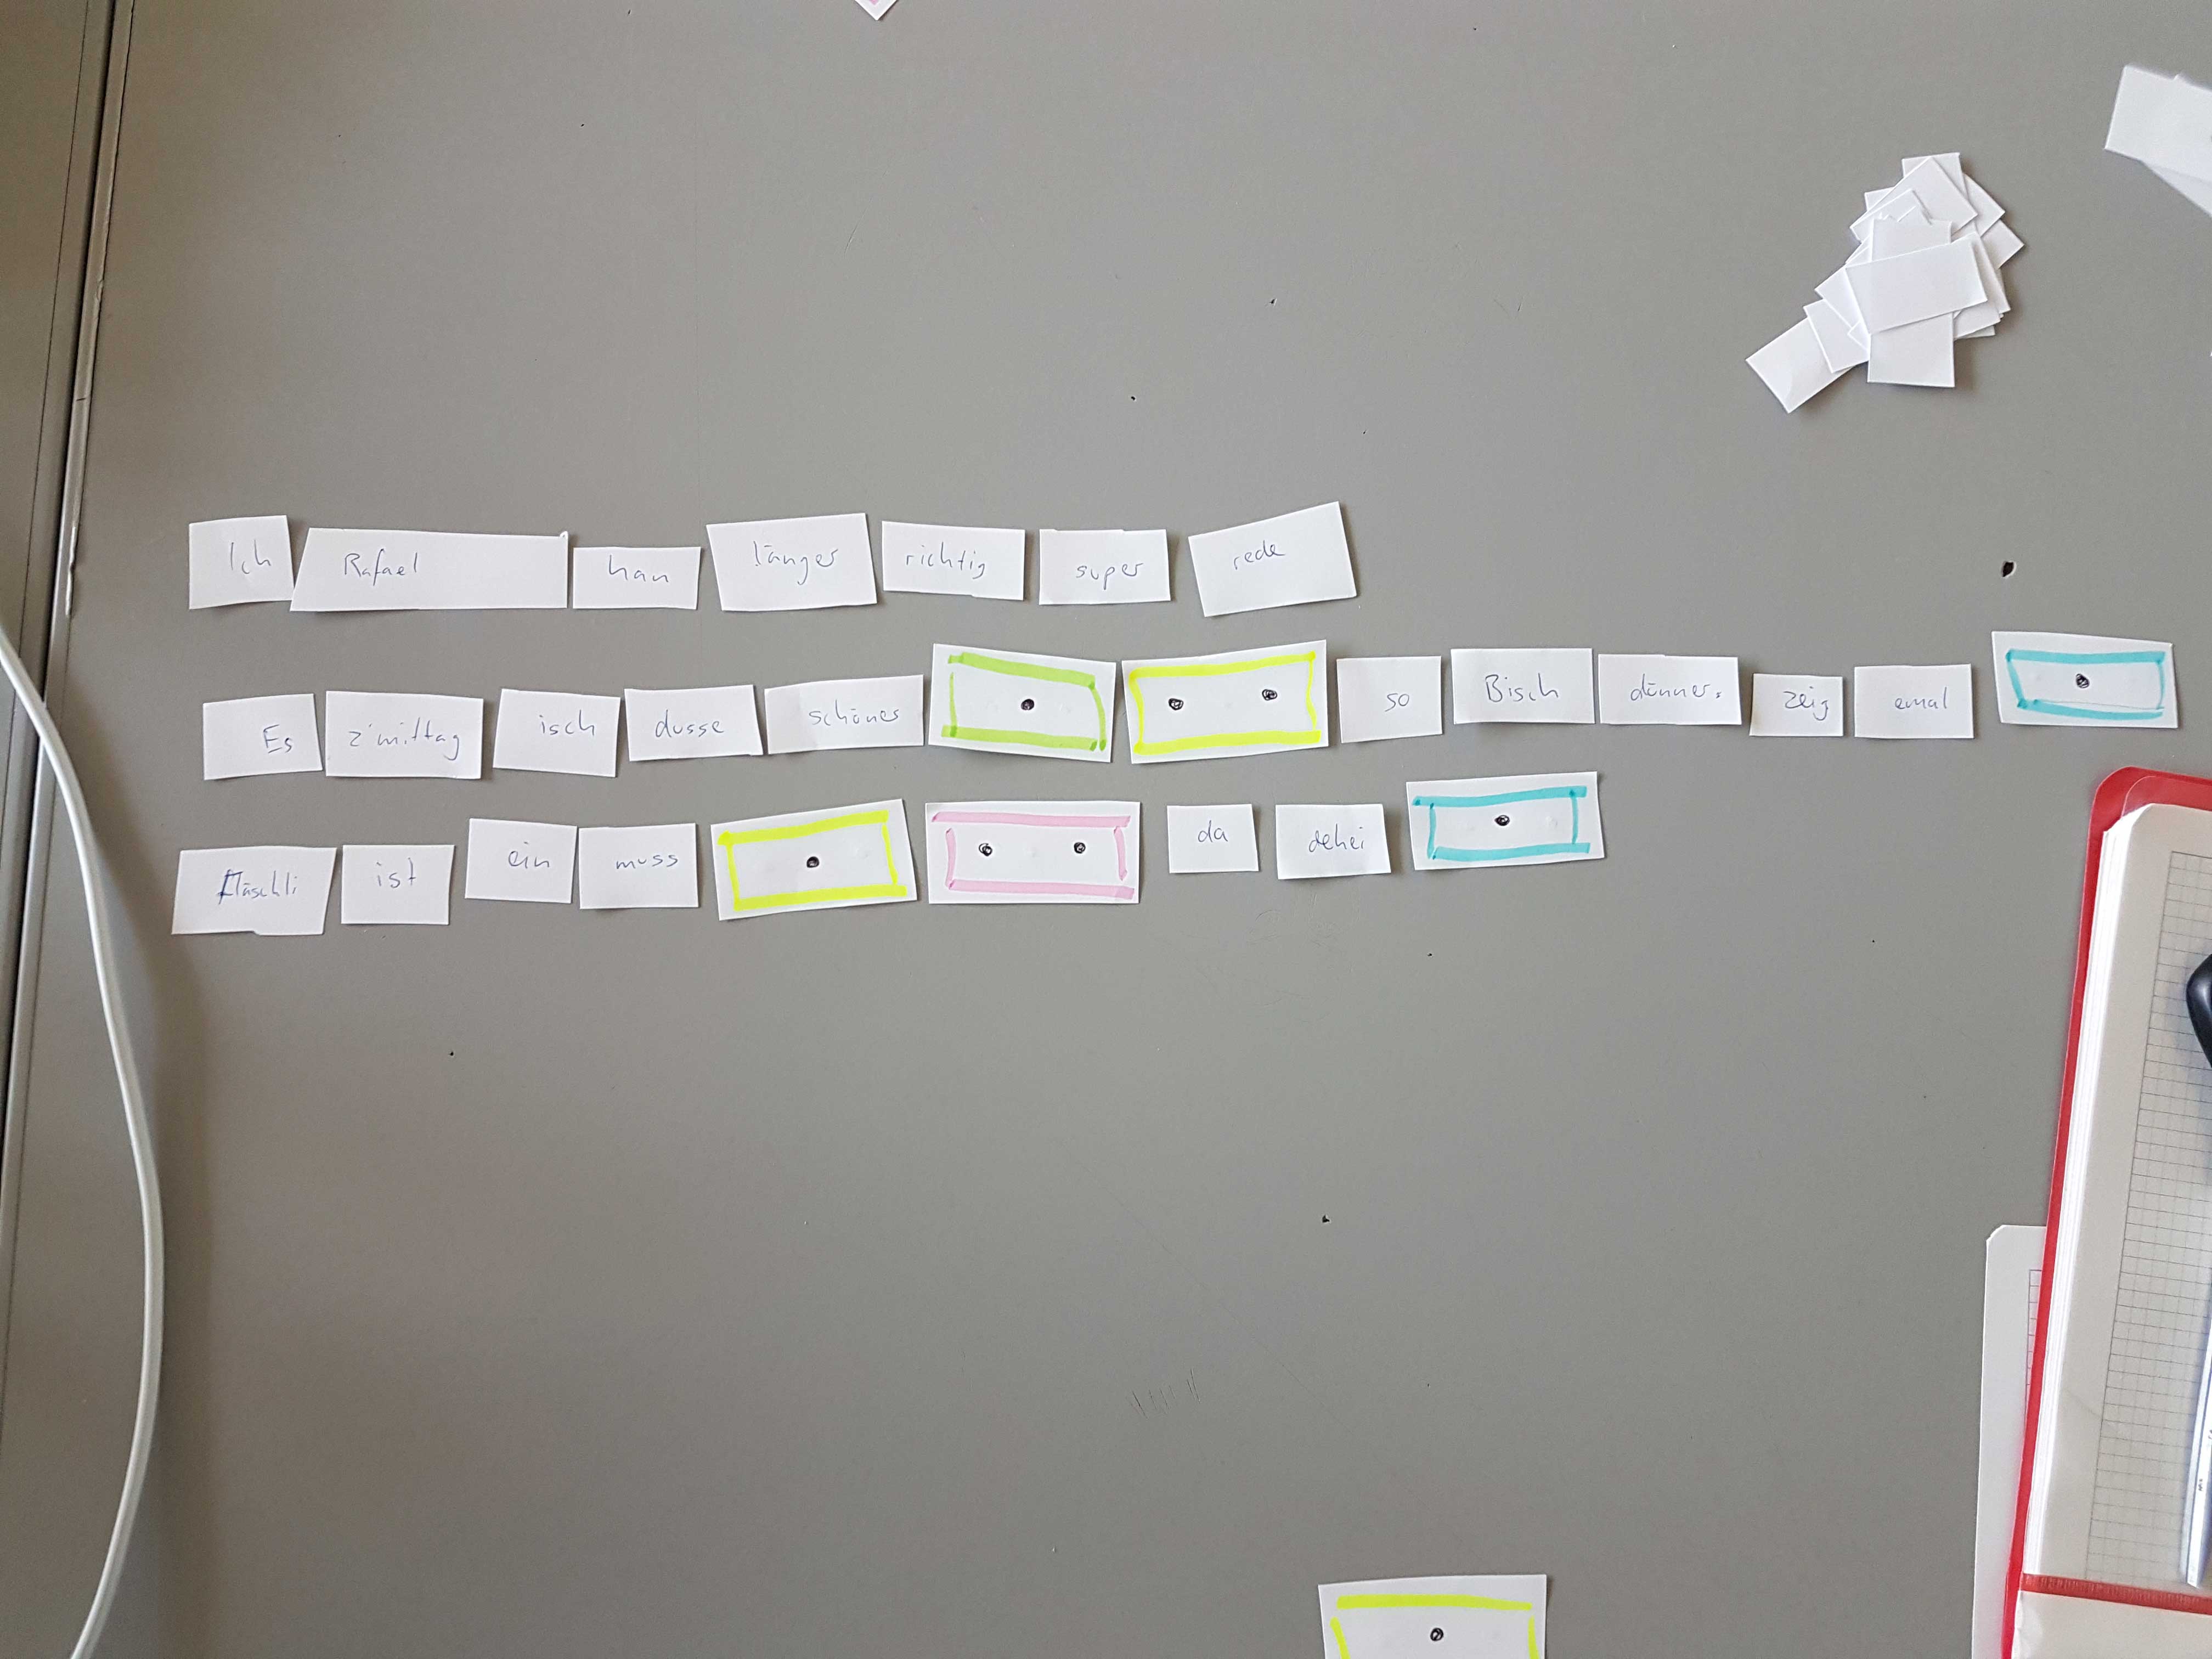 Ich Rafael han länger richtig super rede
Es z'mittag isch dusse schönes so Bisch dünner. zeig emal
Fläschli ist ein muss da dehei